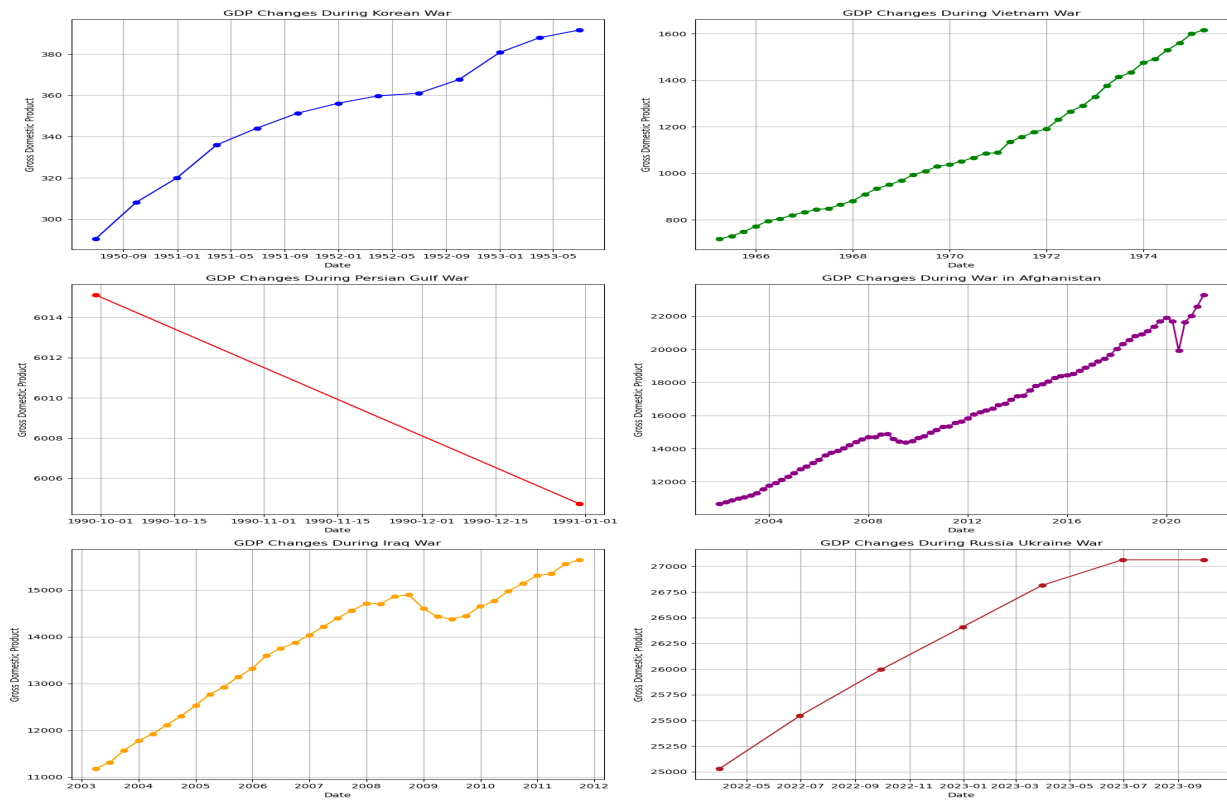 GDP Changes During Korean War
Gross Domestic Product
380
360
340
320
300
1950-09 1951-01 1951-05 1951-09 1952-01 1952-05 1952-09 1953-01 1953-05
Date
GDP Changes During Vietnam War
Gross Domestic Product
1600
1400
1200
1000
800
1966 1968 1970 1972 1974
Date
GDP Changes During Persian Gulf War
Gross Domestic Product
6014
6012
6010
6008
6006
1990-10-01 1990-10-15 1990-11-01 1990-11-15 1990-12-01 1990-12-15 1991-01-01
Date
GDP Changes During War in Afghanistan
Gross Domestic Product
22000
20000
18000
16000
14000
12000
2004 2008 2012 2016 2020
Date
GDP Changes During Iraq War
Gross Domestic Product
15000
14000
13000
12000
11000
2003 2004 2005 2006 2007 2008 2009 2010 2011 2012
Date
GDP Changes During Russia Ukraine War
Gross Domestic Product
27000
26750
26500
26250
26000
25750
25500
25250
25000
2022-05 2022-07 2022-09 2022-11 2023-01 2023-03 2023-05 2023-07 2023-09
Date